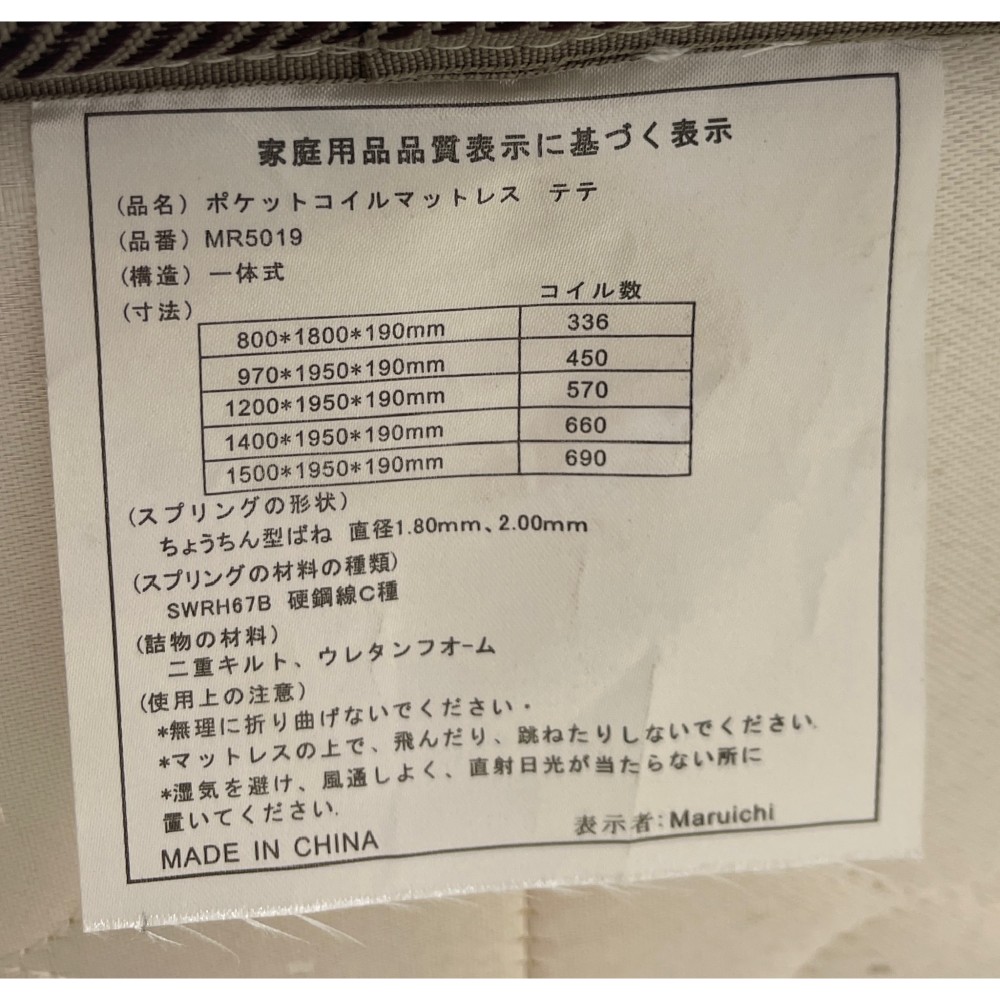 家庭用品品質表示に基づく表示
(品名) ポケットコイルマットレス テテ
(品番) MR5019
(構造) 一体式
(寸法)
コイル数
800*1800*190mm 336
970*1950*190mm 450
1200*1950*190mm 570
1400*1950*190mm 660
1500*1950*190mm 690
(スプリングの形状)
ちょうちん型ばね 直径1.80mm、2.00mm
(スプリングの材料の種類)
SWRH67B 硬鋼線C種
(詰物の材料)
二重キルト、ウレタンフオーム
(使用上の注意)
*無理に折り曲げないでください.
*マットレスの上で、飛んだり、跳ねたりしないでください.
*湿気を避け、風通しよく、直射日光が当たらない所に
置いてください.
表示者: Maruichi
MADE IN CHINA